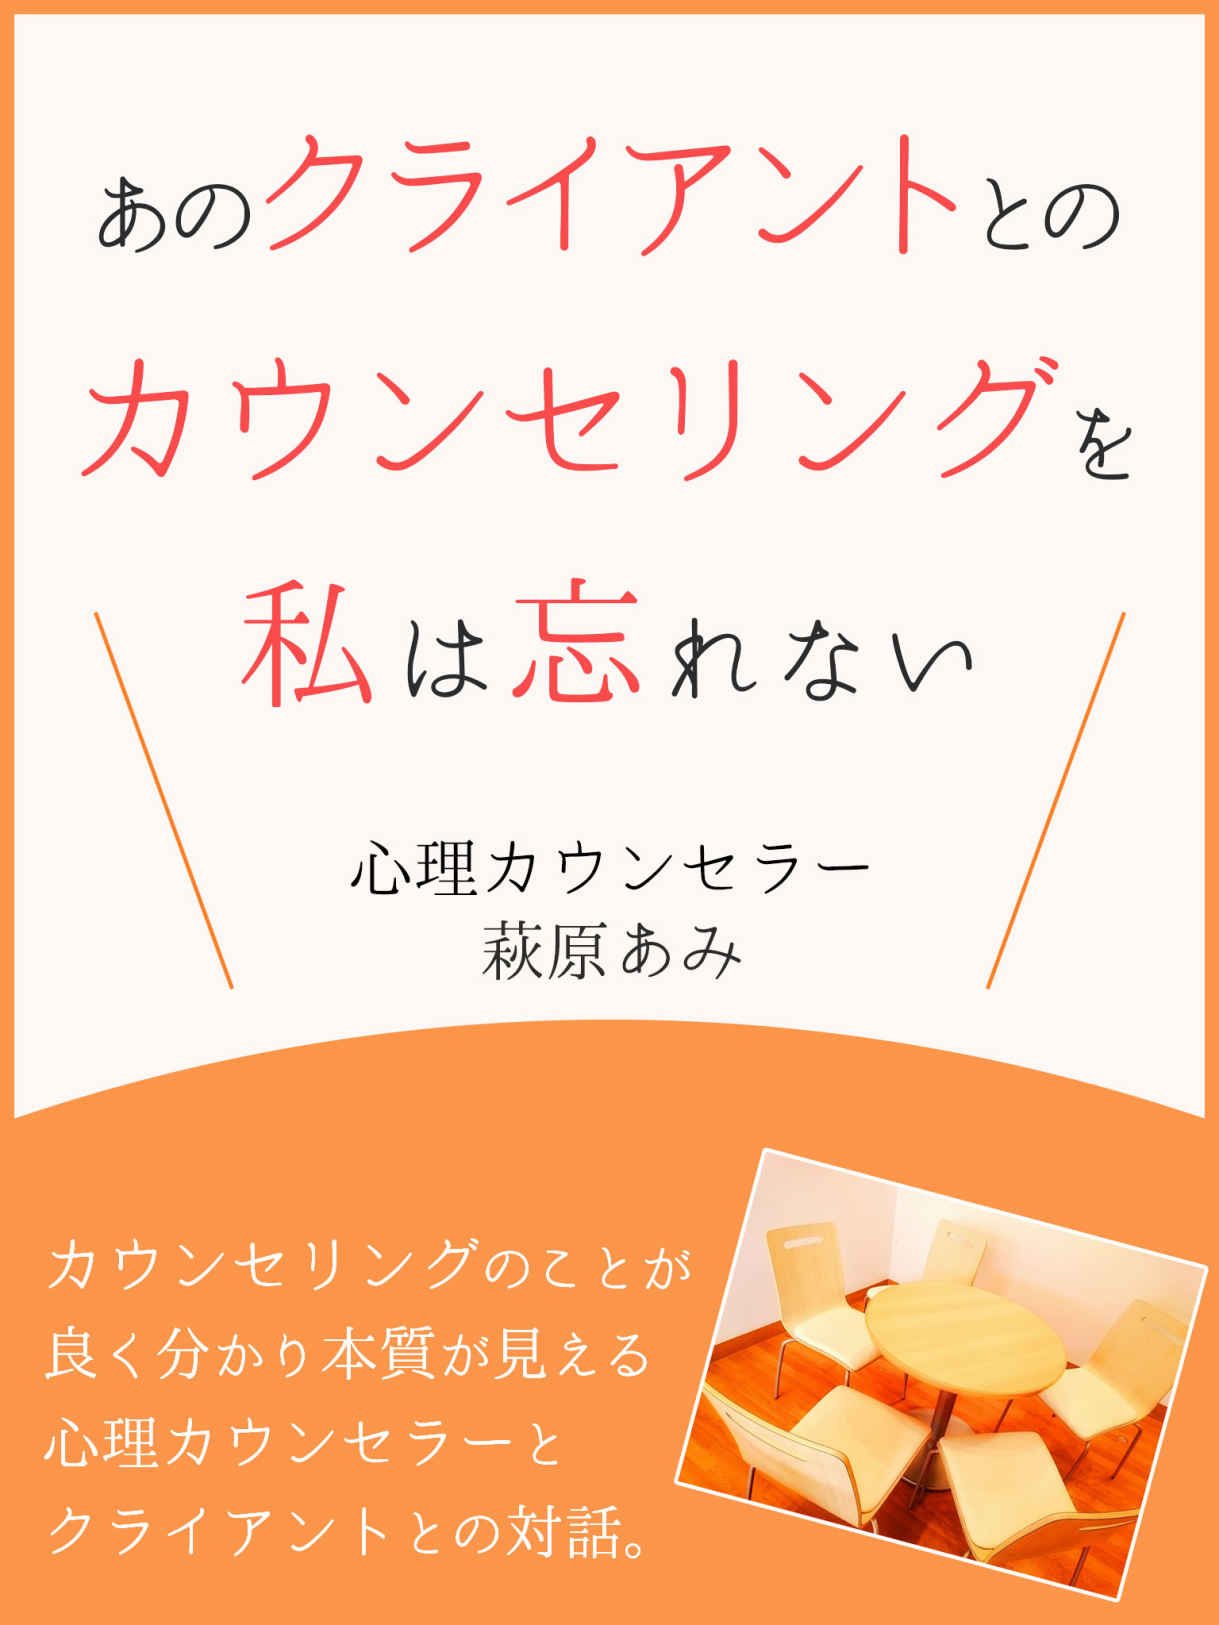 あのクライアントとの
カウンセリングを
私は忘れない
心理カウンセラー
萩原あみ
カウンセリングのことが
良く分かり本質が見える
心理カウンセラーと
クライアントとの対話。